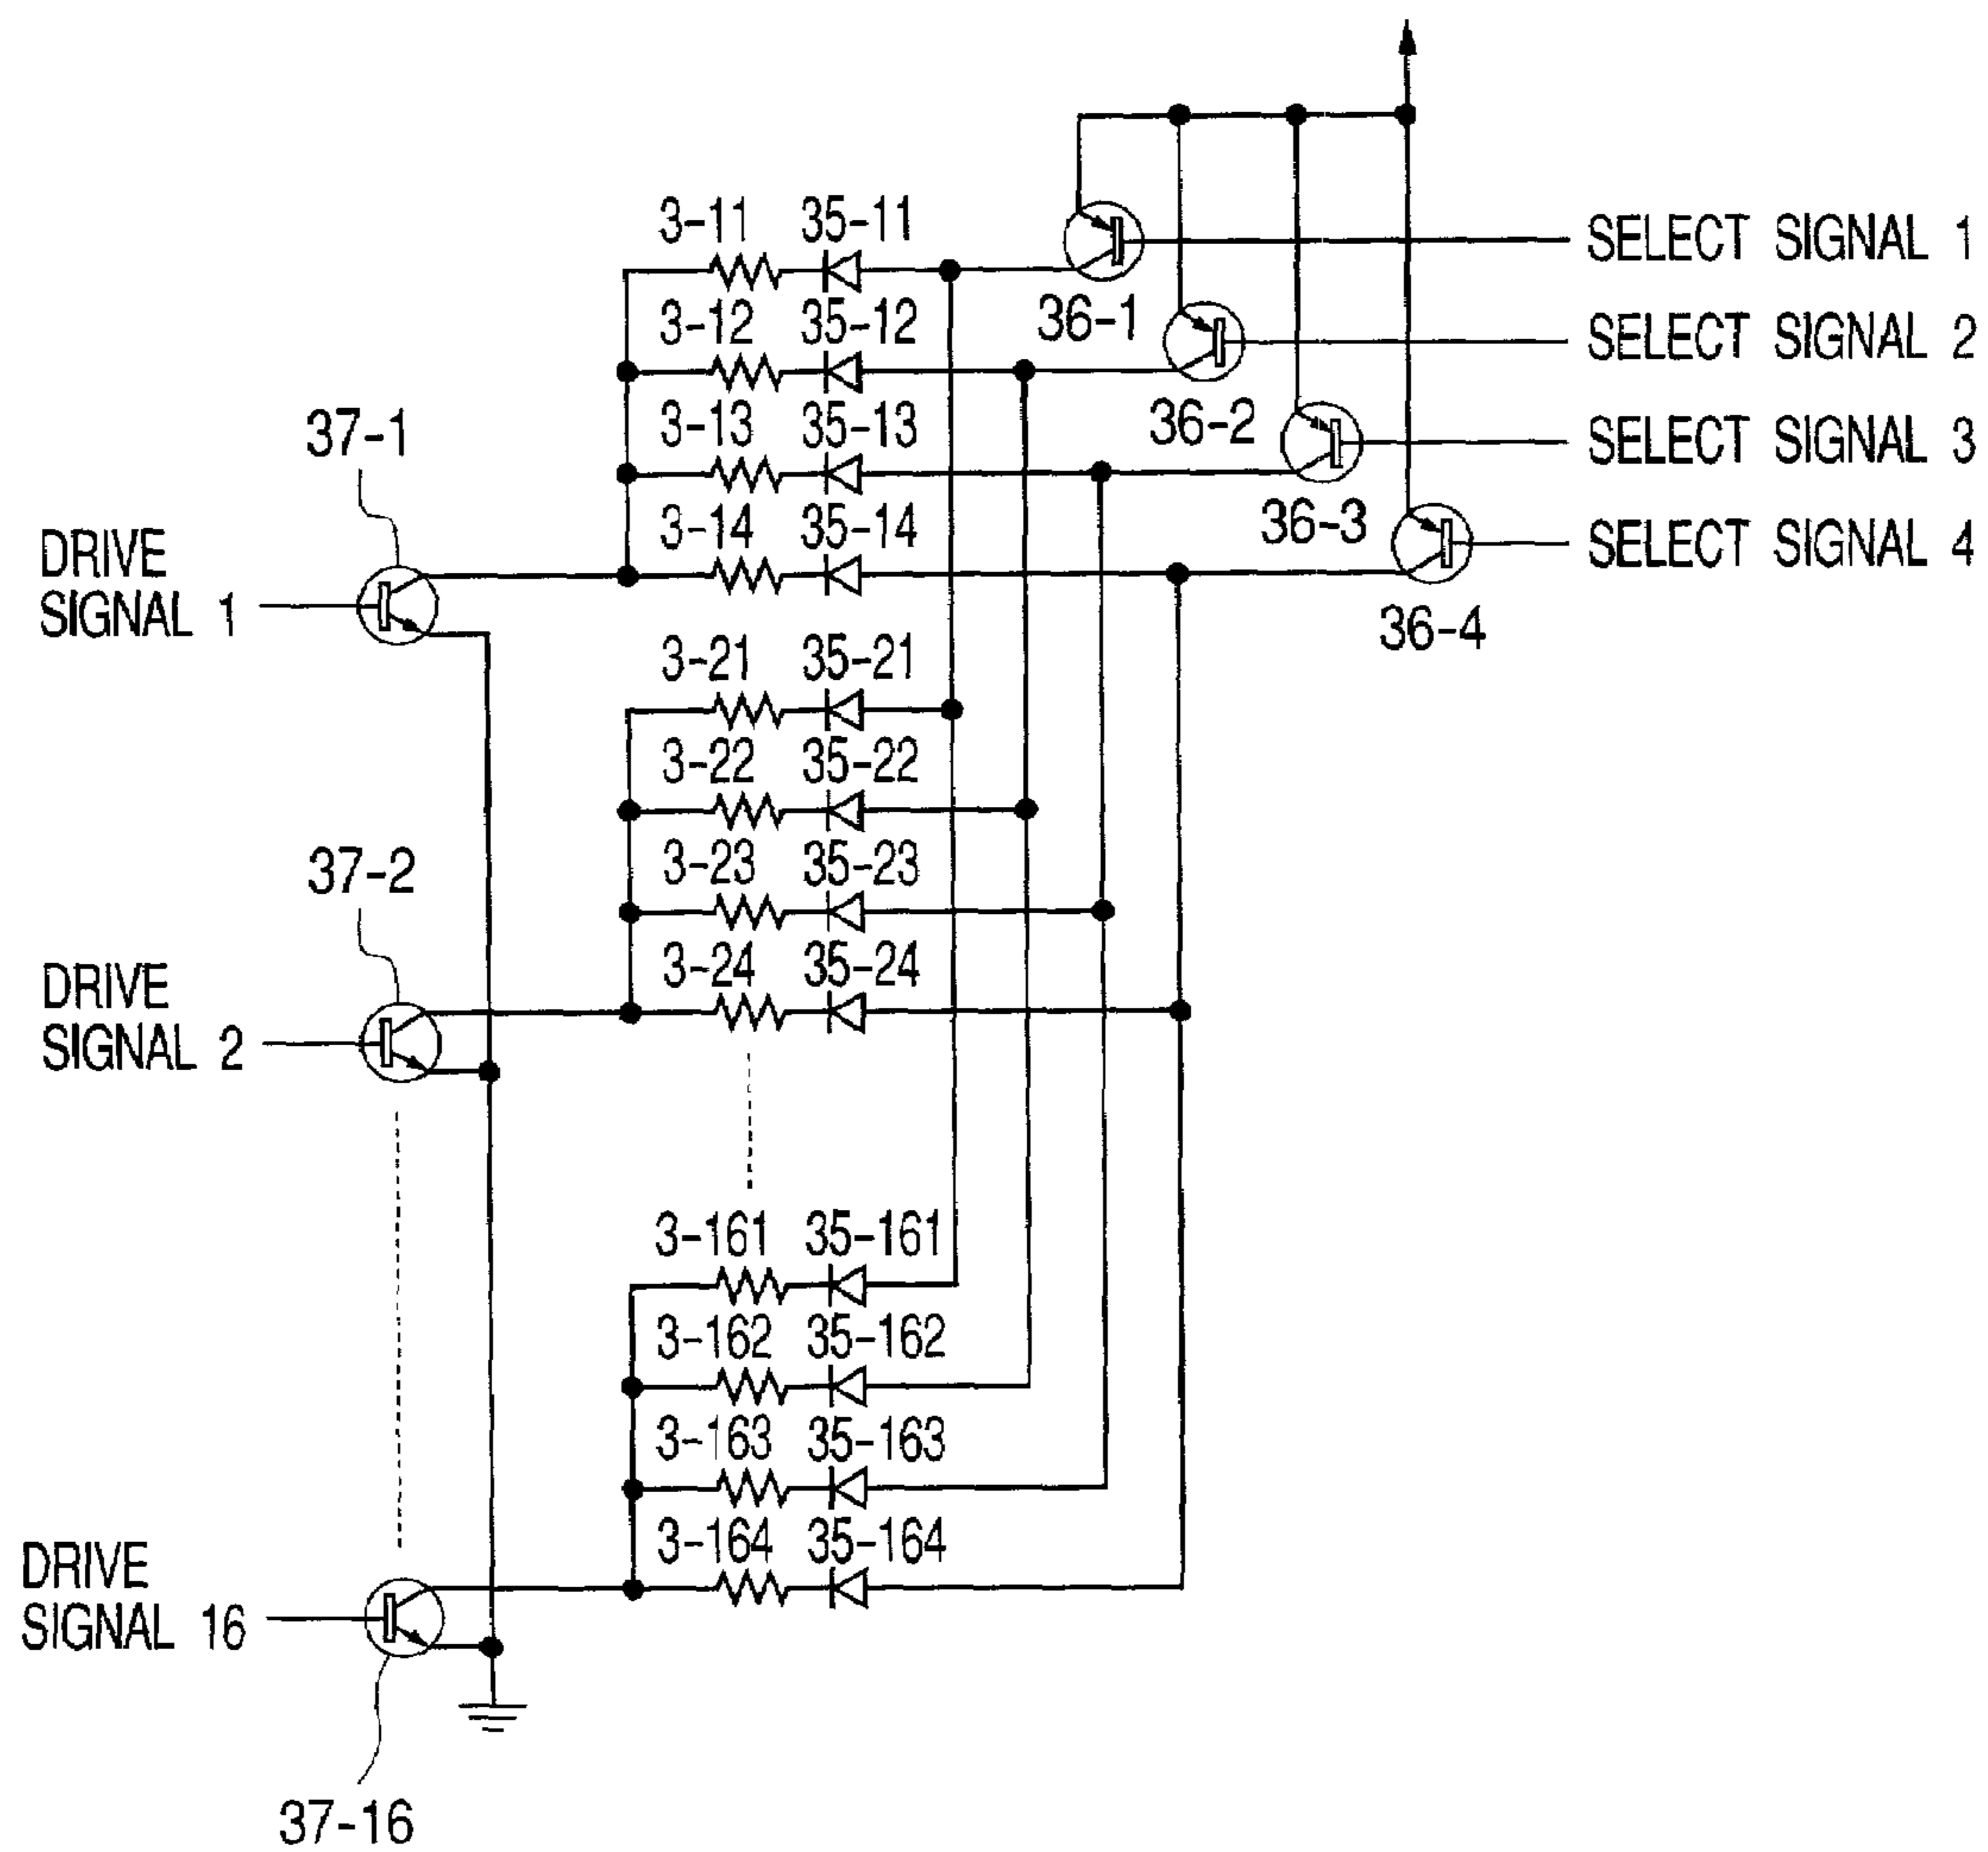 3-11 35-11
SELECT SIGNAL 1
36-1
3-12 35-12
SELECT SIGNAL 2
36-2
3-13 35-13
SELECT SIGNAL 3
36-3
37-1
3-14 35-14
SELECT SIGNAL 4
36-4
DRIVE
SIGNAL 1
3-21 35-21
3-22 35-22
3-23 35-23
37-2
3-24 35-24
DRIVE
SIGNAL 2
3-161 35-161
3-162 35-162
3-163 35-163
3-164 35-164
DRIVE
SIGNAL 16
37-16